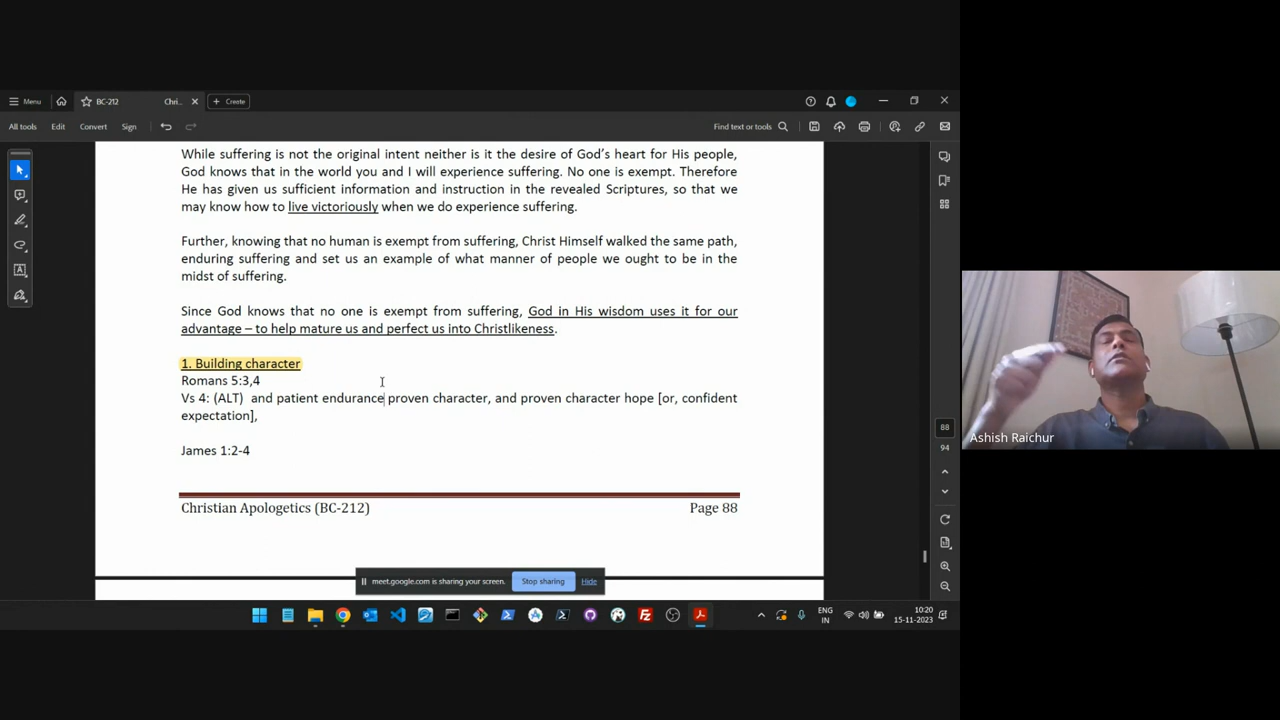 Menu
BC-212
Chri...
Create
All tools
Edit
Convert
Sign
Find text or tools
While suffering is not the original intent neither is it the desire of God's heart for His people,
God knows that in the world you and I will experience suffering. No one is exempt. Therefore
He has given us sufficient information and instruction in the revealed Scriptures, so that we
may know how to live victoriously when we do experience suffering.
Further, knowing that no human is exempt from suffering, Christ Himself walked the same path,
enduring suffering and set us an example of what manner of people we ought to be in the
midst of suffering.
Since God knows that no one is exempt from suffering, God in His wisdom uses it for our
advantage – to help mature us and perfect us into Christlikeness.
1. Building character
Romans 5:3,4
Vs 4: (ALT) and patient endurance proven character, and proven character hope [or, confident
expectation],
James 1:2-4
Christian Apologetics (BC-212)
Page 88
88
94
Ashish Raichur
meet.google.com is sharing your screen.
Stop sharing
Hide
ENG
IN
10:20
15-11-2023